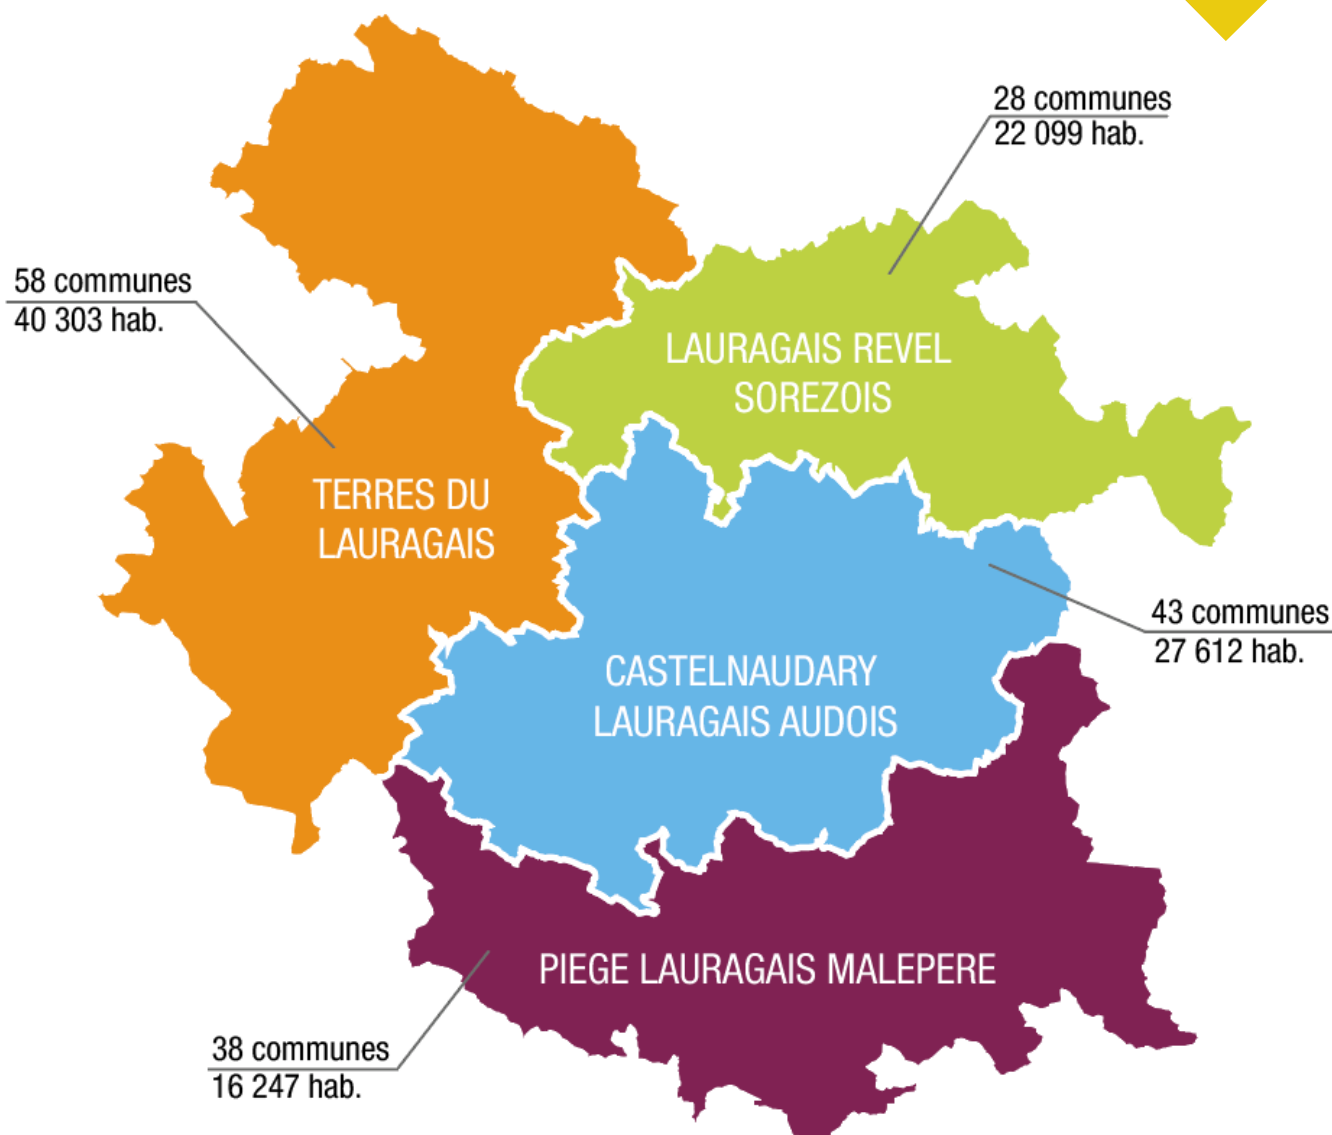 28 communes
22 099 hab.
58 communes
40 303 hab.
LAURAGAIS REVEL
SOREZOIS
TERRES DU
LAURAGAIS
43 communes
27 612 hab.
CASTELNAUDARY
LAURAGAIS AUDOIS
PIEGE LAURAGAIS MALEPERE
38 communes
16 247 hab.